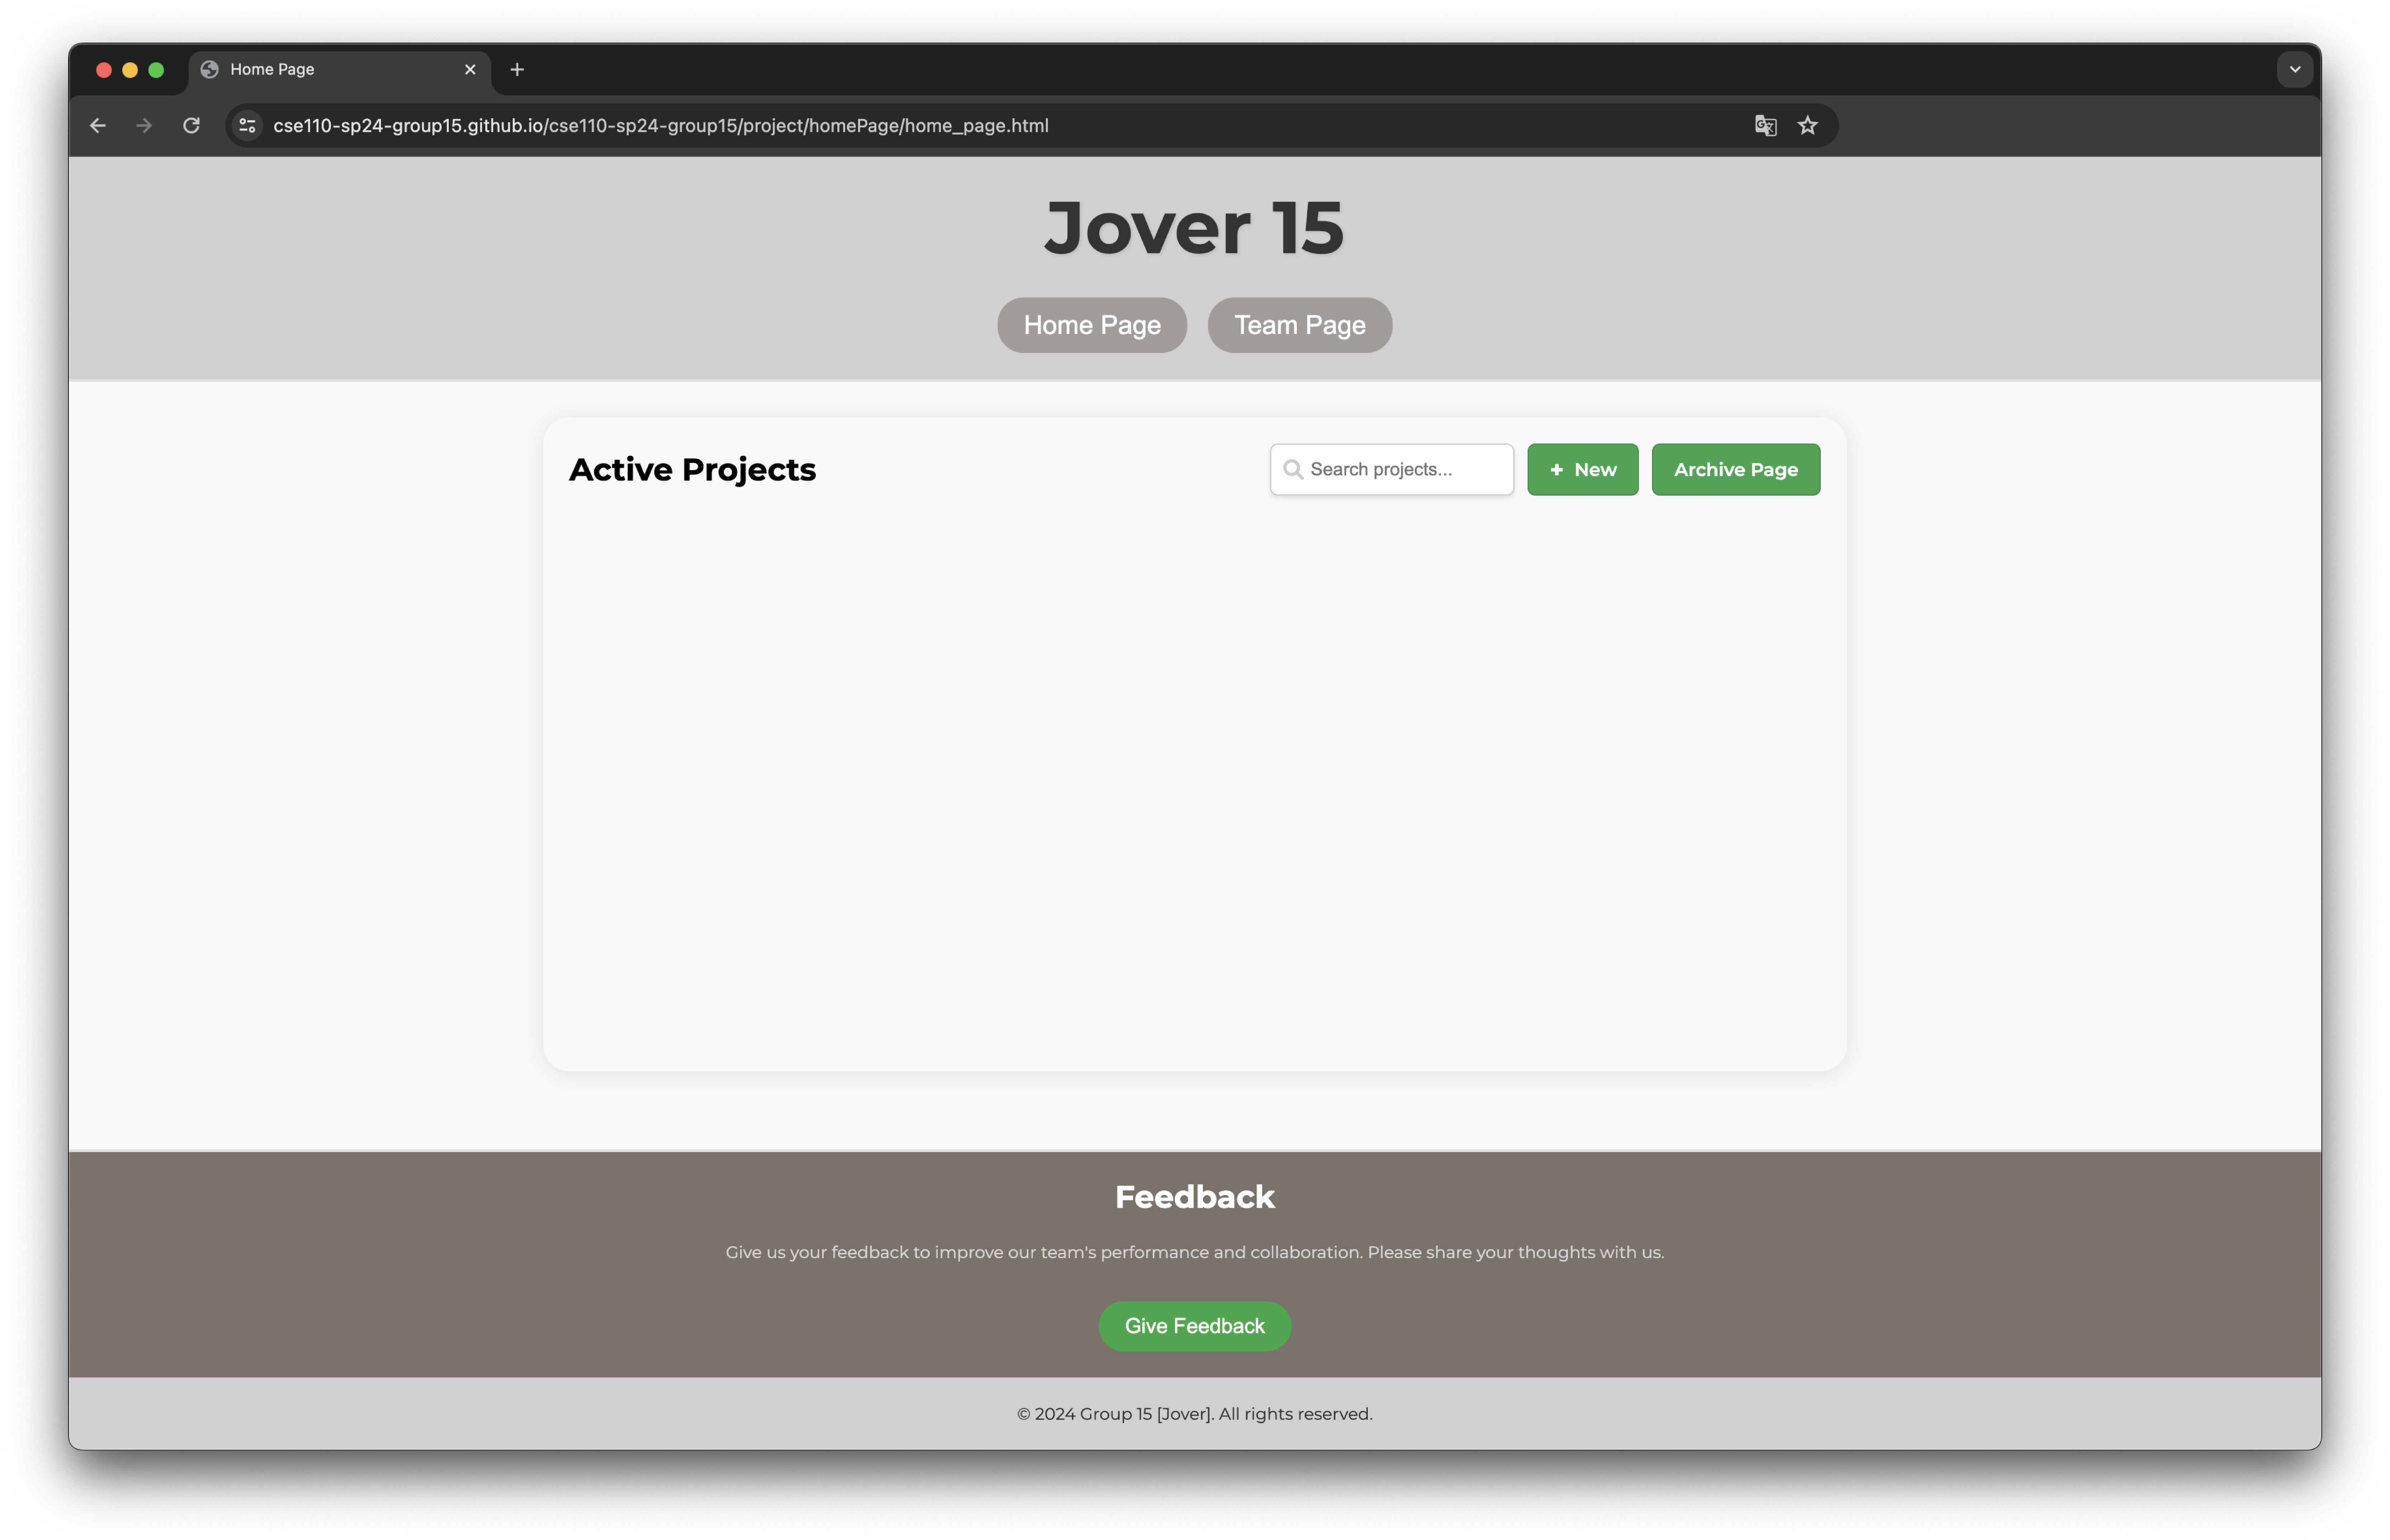 Home Page
cse110-sp24-group15.github.io/cse110-sp24-group15/project/homePage/home_page.html
Jover 15
Home Page
Team Page
Active Projects
Search projects...
+ New
Archive Page
Feedback
Give us your feedback to improve our team's performance and collaboration. Please share your thoughts with us.
Give Feedback
© 2024 Group 15 [Jover]. All rights reserved.